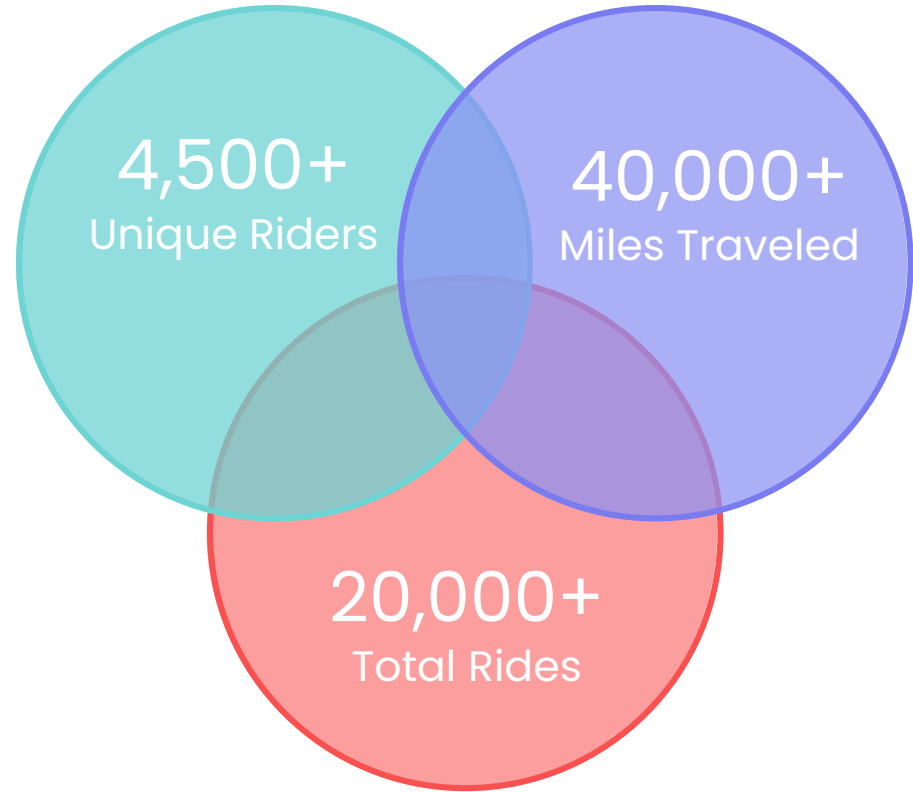 4,500+
Unique Riders
40,000+
Miles Traveled
20,000+
Total Rides